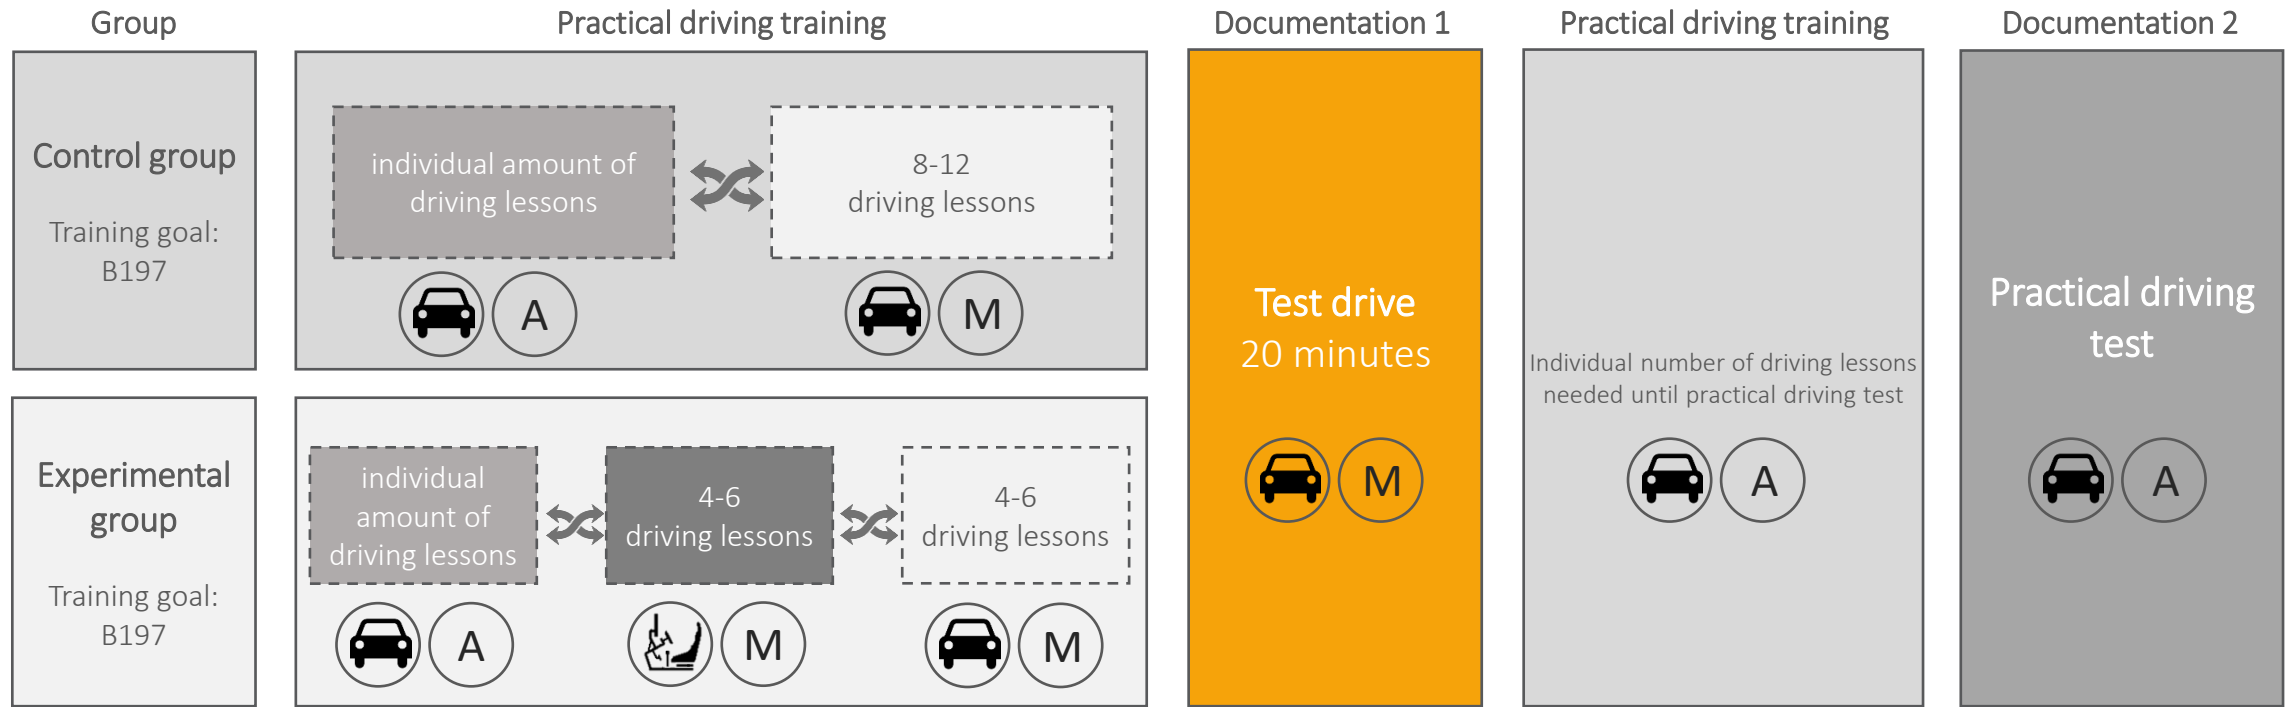 Group
Practical driving training
Documentation 1
Practical driving training
Documentation 2
Control group
Training goal:
B197
individual amount of
driving lessons
A
8-12
driving lessons
M
Experimental
group
Training goal:
B197
individual
amount of
driving lessons
A
4-6
driving lessons
M
4-6
driving lessons
M
Test drive
20 minutes
M
Individual number of driving lessons
needed until practical driving test
A
Practical driving
test
A